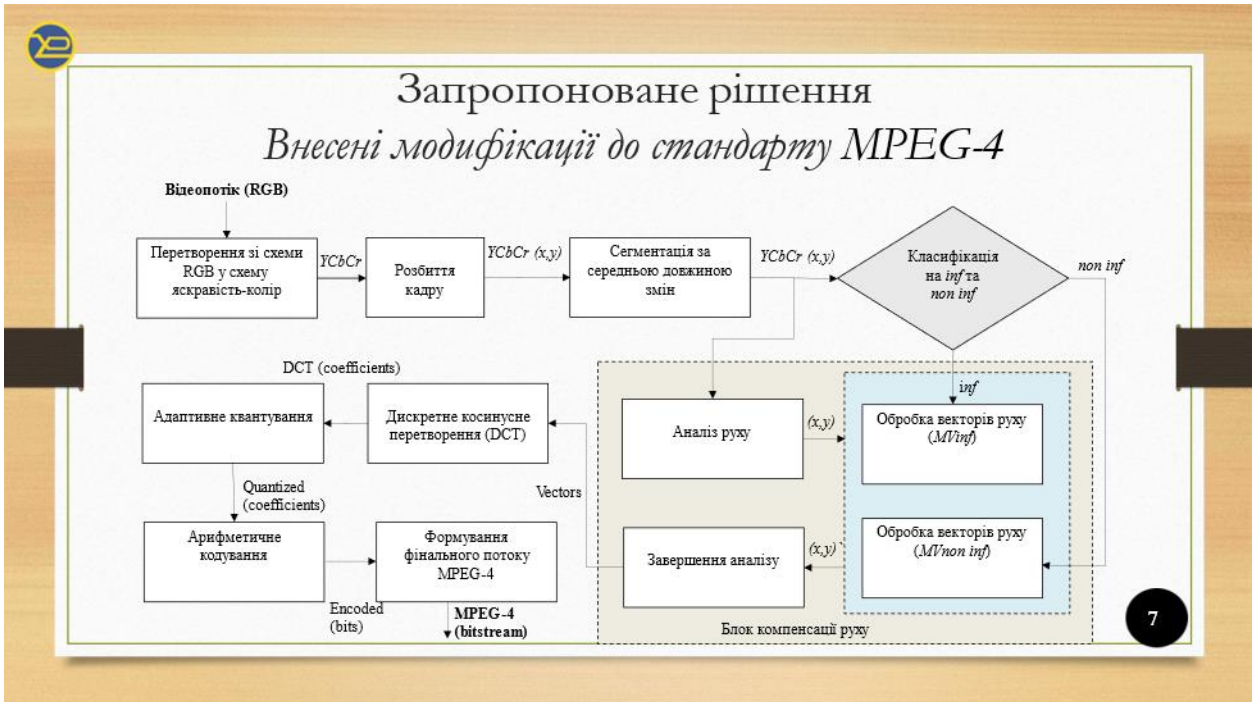 Запропоноване рішення
Внесені модифікації до стандарту MPEG-4
Відеопотік (RGB)
Перетворення зі схеми
RGB у схему
яскравість-колір
YCbCr
Розбиття
кадру
YCbCr (x,y)
Сегментація за
середньою довжиною
змін
YCbCr (x,y)
Класифікація
на inf та
non inf
non inf
inf
DCT (coefficients)
Адаптивне квантування
Дискретне косинусне
перетворення (DCT)
Аналіз руху
(x,y)
Обробка векторів руху
(MVinf)
Quantized
(coefficients)
Vectors
Арифметичне
кодування
Формування
фінального потоку
MPEG-4
Завершення аналізу
(x,y)`
Обробка векторів руху
(MVnon inf)
Encoded
(bits)
MPEG-4
(bitstream)
Блок компенсації руху
7